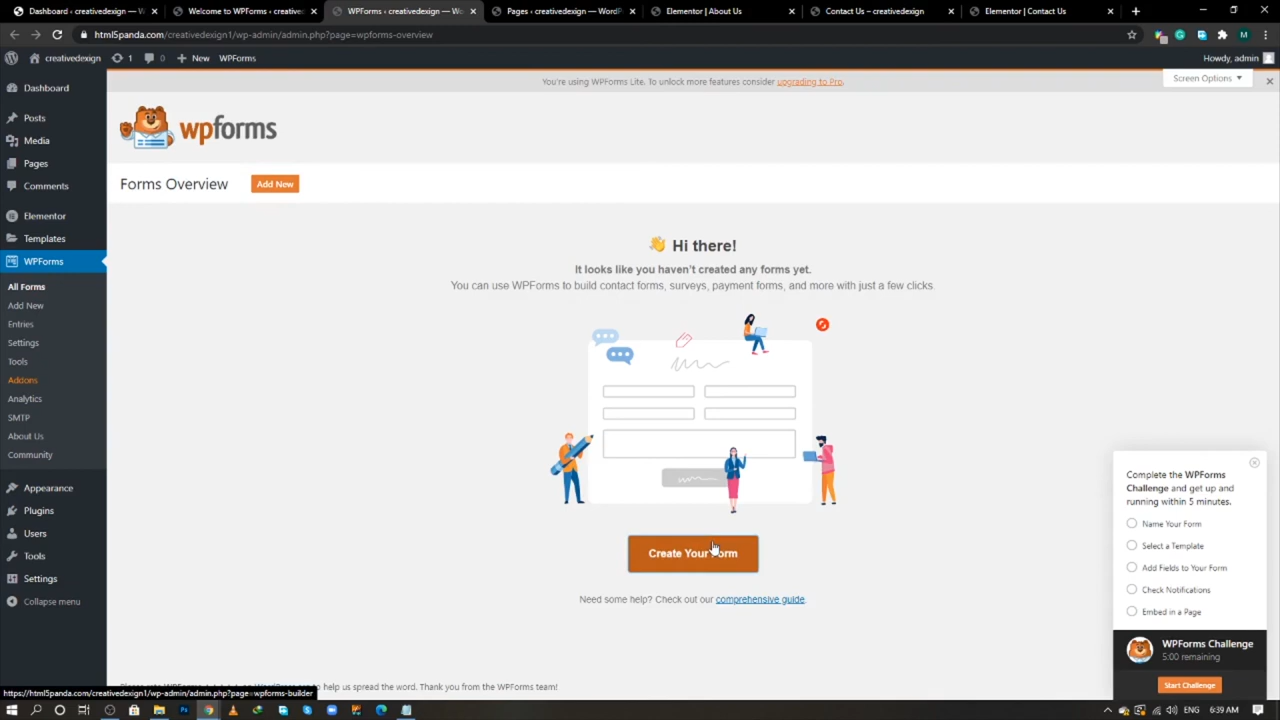 Dashboard ‹ creativedexign — W
Welcome to WPForms ‹ creative
WPForms ‹ creativedexign — Wo
Pages ‹ creativedexign — WordP
Elementor | About Us
Contact Us – creativedexign
Elementor | Contact Us
html5panda.com/creativedexign1/wp-admin/admin.php?page=wpforms-overview
creativedexign
1
0
New
WPForms
Howdy, admin
You're using WPForms Lite. To unlock more features consider upgrading to Pro.
Screen Options
wpforms
Forms Overview
Add New
Dashboard
Posts
Media
Pages
Comments
Elementor
Templates
WPForms
All Forms
Add New
Entries
Settings
Tools
Addons
Analytics
SMTP
About Us
Community
Appearance
Plugins
Users
Tools
Settings
Collapse menu
Hi there!
It looks like you haven't created any forms yet.
You can use WPForms to build contact forms, surveys, payment forms, and more with just a few clicks.
Create Your Form
Need some help? Check out our comprehensive guide.
Complete the WPForms
Challenge and get up and
running within 5 minutes.
Name Your Form
Select a Template
Add Fields to Your Form
Check Notifications
Embed in a Page
WPForms Challenge
5:00 remaining
Start Challenge
to help us spread the word. Thank you from the WPForms team!
https://html5panda.com/creativedexign1/wp-admin/admin.php?page=wpforms-builder
ENG
6:39 AM